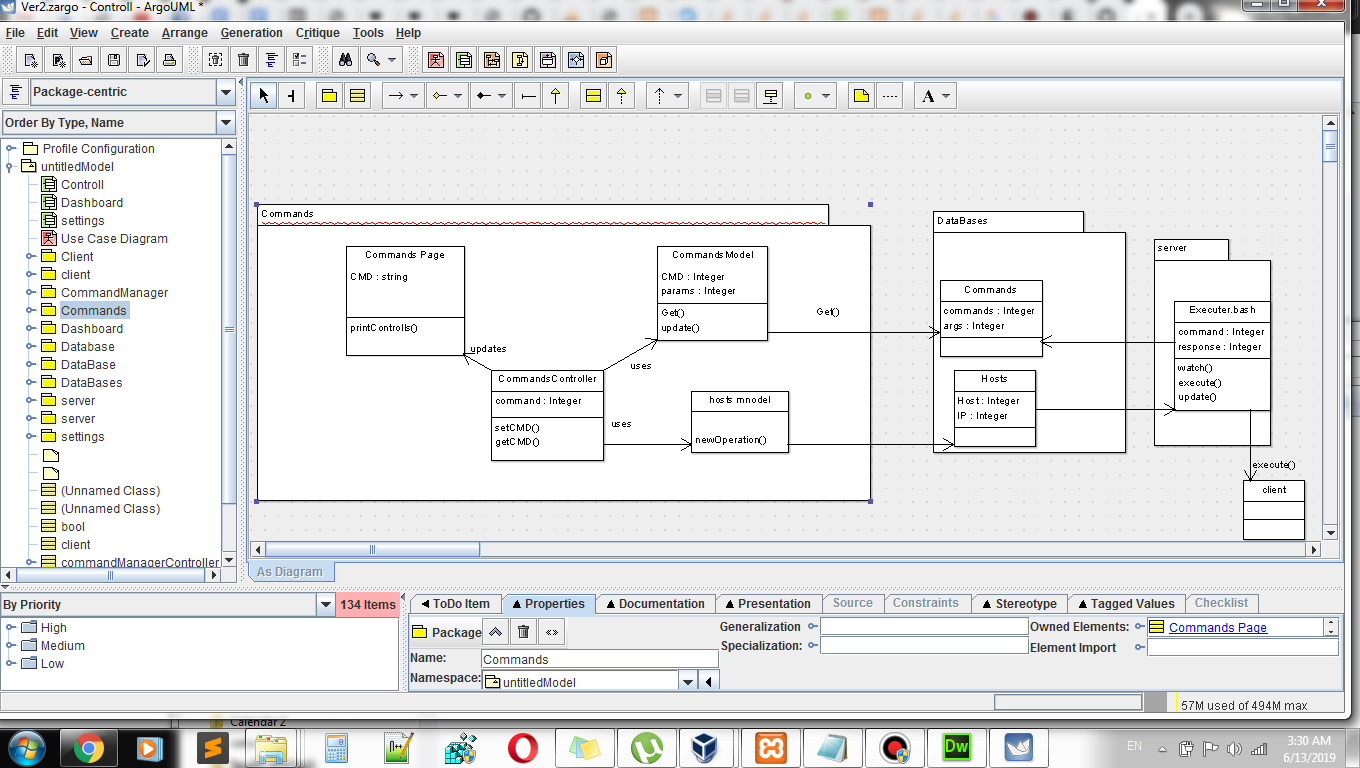 Ver2.zargo - Controll - ArgoUML *
File Edit View Create Arrange Generation Critique Tools Help
Package-centric
Order By Type, Name
Profile Configuration
untitledModel
Controll
Dashboard
settings
Use Case Diagram
Client
client
CommandManager
Commands
Dashboard
Database
DataBase
DataBases
server
server
settings
(Unnamed Class)
(Unnamed Class)
bool
client
commandManagerController
A
Commands
Commands Page
CMD : string
printControlls()
CommandsModel
CMD : Integer
params : Integer
Get()
update()
Get()
updates
uses
CommandsController
command : Integer
setCMD()
getCMD()
uses
hosts mnodel
newOperation()
DataBases
Commands
commands : Integer
args : Integer
Hosts
Host : Integer
IP : Integer
server
Executer.bash
command : Integer
response : Integer
watch()
execute()
update()
execute()
client
As Diagram
By Priority
134 Items
High
Medium
Low
ToDo Item Properties Documentation Presentation Source Constraints Stereotype Tagged Values Checklist
Package
Name: Commands
Namespace: untitledModel
Generalization
Specialization:
Owned Elements: Commands Page
Element Import
57M used of 494M max
Calendar 2
n++
Dw
EN
3:30 AM
6/13/2019